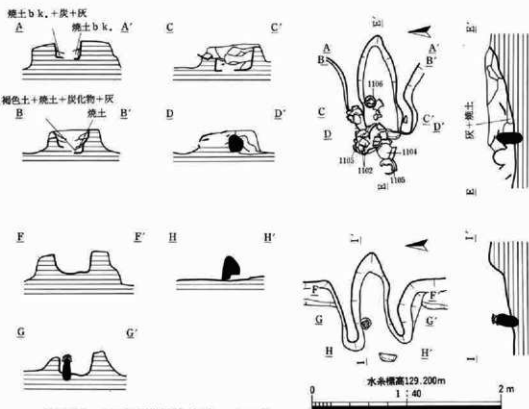 焼土bk.+炭+灰
焼土bk.
A A′
C C′
E′
A A′
B B′
E′
1106
褐色土+焼土+炭化物+灰
焼土
B B′
D D′
C C′
D D′
灰+焼土
1103
1102
1104
1105
E
E
F F′
H H′
I′
I′
F F′
G G′
G G′
H H′
I
I
水糸標高129.200m
0 1:40 2m